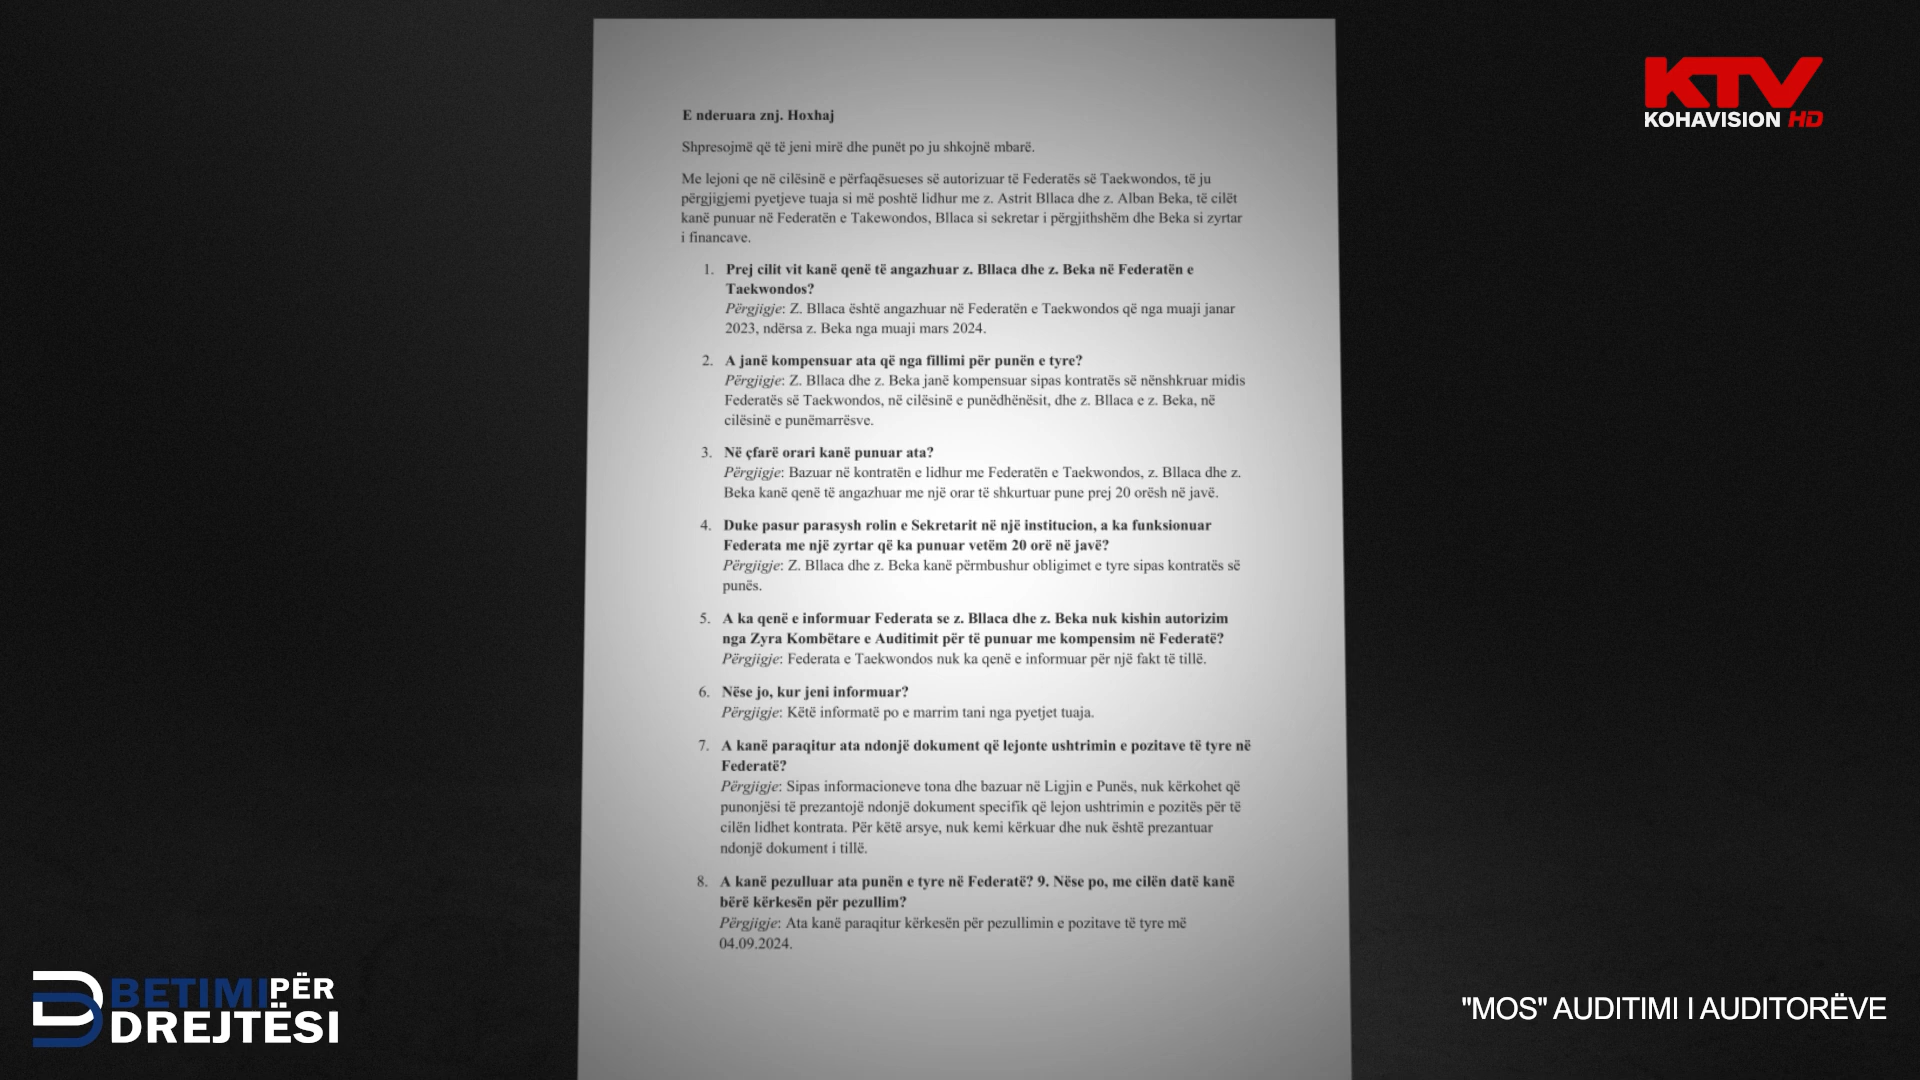 KTV
KOHAVISION HD
E nderuara znj. Hoxhaj
Shpresojmë që të jeni mirë dhe punët po ju shkojnë mbarë.
Me lejoni qe në cilësinë e përfaqësueses së autorizuar të Federatës së Taekwondos, të ju
përgjigjemi pyetjeve tuaja si më poshtë lidhur me z. Astrit Bllaca dhe z. Alban Beka, të cilët
kanë punuar në Federatën e Takewondos, Bllaca si sekretar i përgjithshëm dhe Beka si zyrtar
i financave.
1. Prej cilit vit kanë qenë të angazhuar z. Bllaca dhe z. Beka në Federatën e
Taekwondos?
Përgjigje: Z. Bllaca është angazhuar në Federatën e Taekwondos që nga muaji janar
2023, ndërsa z. Beka nga muaji mars 2024.
2. A janë kompensuar ata që nga fillimi për punën e tyre?
Përgjigje: Z. Bllaca dhe z. Beka janë kompensuar sipas kontratës së nënshkruar midis
Federatës së Taekwondos, në cilësinë e punëdhënësit, dhe z. Bllaca e z. Beka, në
cilësinë e punëmarrësve.
3. Në çfarë orari kanë punuar ata?
Përgjigje: Bazuar në kontratën e lidhur me Federatën e Taekwondos, z. Bllaca dhe z.
Beka kanë qenë të angazhuar me një orar të shkurtuar pune prej 20 orësh në javë.
4. Duke pasur parasysh rolin e Sekretarit në një institucion, a ka funksionuar
Federata me një zyrtar që ka punuar vetëm 20 orë në javë?
Përgjigje: Z. Bllaca dhe z. Beka kanë përmbushur obligimet e tyre sipas kontratës së
punës.
5. A ka qenë e informuar Federata se z. Bllaca dhe z. Beka nuk kishin autorizim
nga Zyra Kombëtare e Auditimit për të punuar me kompensim në Federatë?
Përgjigje: Federata e Taekwondos nuk ka qenë e informuar për një fakt të tillë.
6. Nëse jo, kur jeni informuar?
Përgjigje: Këtë informatë po e marrim tani nga pyetjet tuaja.
7. A kanë paraqitur ata ndonjë dokument që lejonte ushtrimin e pozitave të tyre në
Federatë?
Përgjigje: Sipas informacioneve tona dhe bazuar në Ligjin e Punës, nuk kërkohet që
punonjësi të prezantojë ndonjë dokument specifik që lejon ushtrimin e pozitës për të
cilën lidhet kontrata. Për këtë arsye, nuk kemi kërkuar dhe nuk është prezantuar
ndonjë dokument i tillë.
8. A kanë pezulluar ata punën e tyre në Federatë? 9. Nëse po, me cilën datë kanë
bërë kërkesën për pezullim?
Përgjigje: Ata kanë paraqitur kërkesën për pezullimin e pozitave të tyre më
04.09.2024.
BETIMI PËR
DREJTËSI
"MOS" AUDITIMI I AUDITORËVE